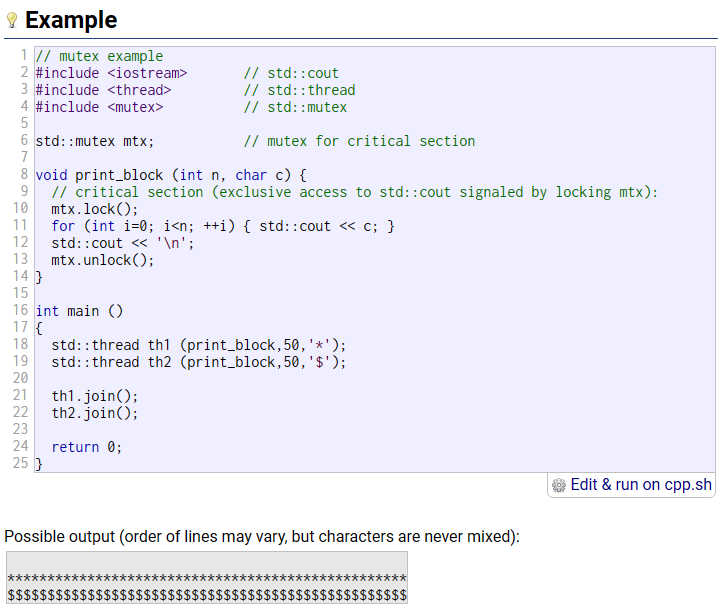 Example
1 // mutex example
2 #include <iostream>       // std::cout
3 #include <thread>         // std::thread
4 #include <mutex>          // std::mutex
5
6 std::mutex mtx;           // mutex for critical section
7
8 void print_block (int n, char c) {
9   // critical section (exclusive access to std::cout signaled by locking mtx):
10   mtx.lock();
11   for (int i=0; i<n; ++i) { std::cout << c; }
12   std::cout << '\n';
13   mtx.unlock();
14 }
15
16 int main ()
17 {
18   std::thread th1 (print_block,50,'*');
19   std::thread th2 (print_block,50,'$');
20
21   th1.join();
22   th2.join();
23
24   return 0;
25 }
Edit & run on cpp.sh
Possible output (order of lines may vary, but characters are never mixed):
**************************************************
$$$$$$$$$$$$$$$$$$$$$$$$$$$$$$$$$$$$$$$$$$$$$$$$$$